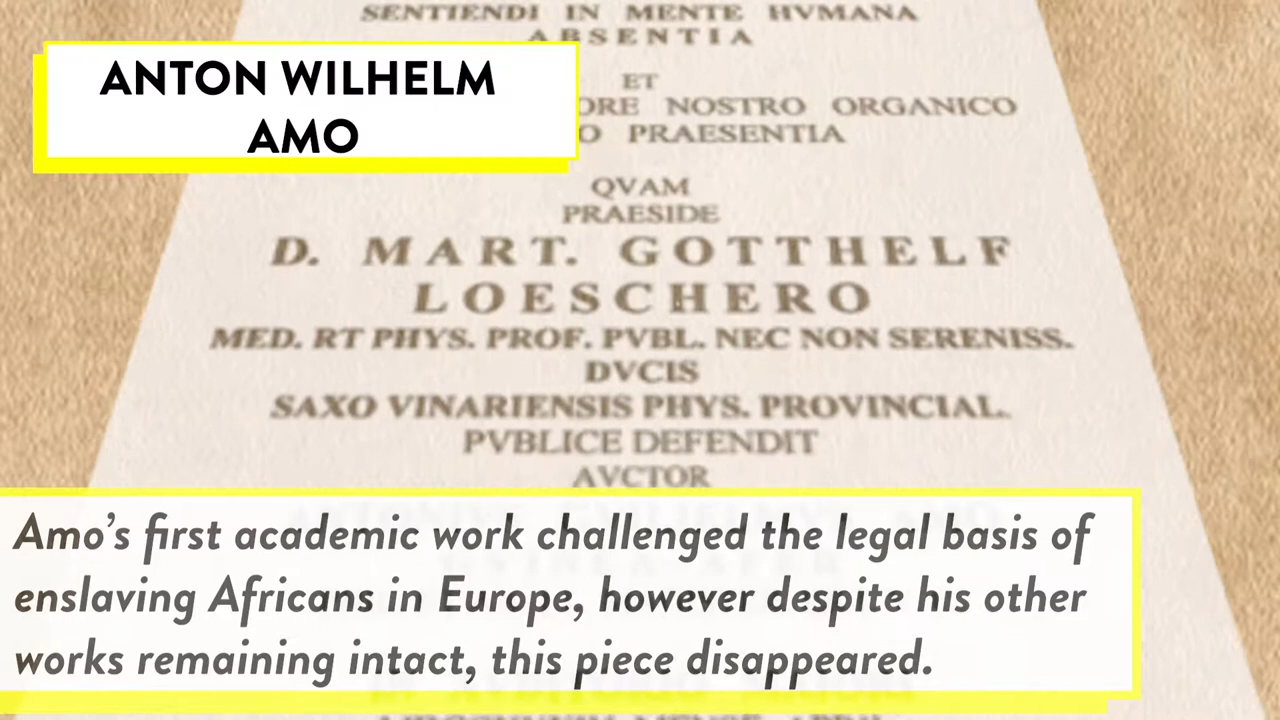 SENTIENDI IN MENTE HVMANA
ABSENTIA
ANTON WILHELM
AMO
ET
NOSTRO ORGANICO
PRAESENTIA
QVAM
PRAESIDE
D. MART. GOTTHELF
LOESCHERO
MED. RT PHYS. PROF. PVBL. NEC NON SERENISS.
DVCIS
SAXO VINARIENSIS PHYS. PROVINCIAL.
PVBLICE DEFENDIT
AVCTOR
Amo's first academic work challenged the legal basis of
enslaving Africans in Europe, however despite his other
works remaining intact, this piece disappeared.